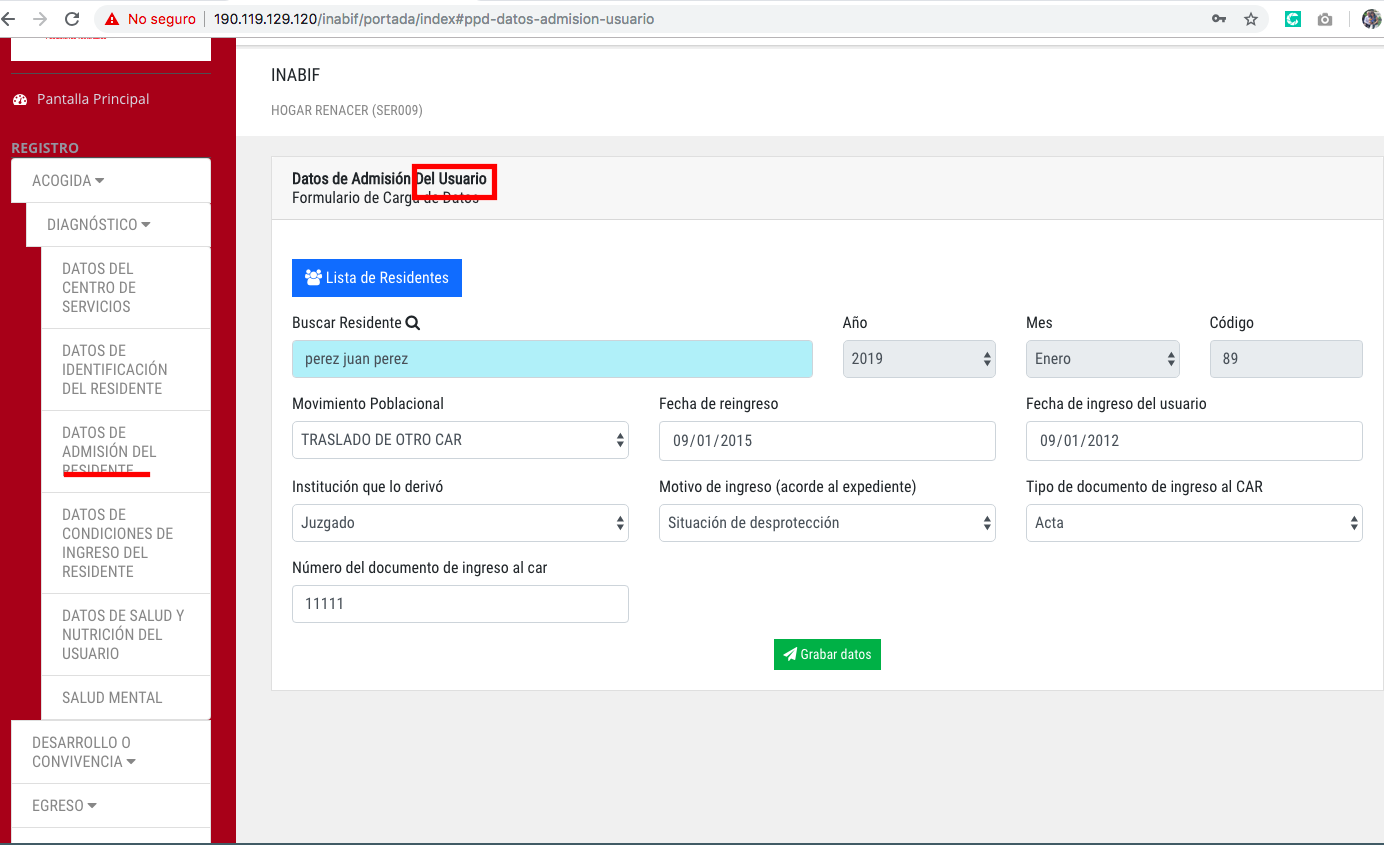 No seguro
190.119.129.120/inabif/portada/index#ppd-datos-admision-usuario
Pantalla Principal
REGISTRO
ACOGIDA
DIAGNÓSTICO
DATOS DEL
CENTRO DE
SERVICIOS
DATOS DE
IDENTIFICACIÓN
DEL RESIDENTE
DATOS DE
ADMISIÓN DEL
RESIDENTE
DATOS DE
CONDICIONES DE
INGRESO DEL
RESIDENTE
DATOS DE SALUD Y
NUTRICIÓN DEL
USUARIO
SALUD MENTAL
DESARROLLO O
CONVIVENCIA
EGRESO
INABIF
HOGAR RENACER (SER009)
Datos de Admisión Del Usuario
Formulario de Carga de Datos
Lista de Residentes
Buscar Residente Año Mes Código
perez juan perez 2019 Enero 89
Movimiento Poblacional Fecha de reingreso Fecha de ingreso del usuario
TRASLADO DE OTRO CAR 09/01/2015 09/01/2012
Institución que lo derivó Motivo de ingreso (acorde al expediente) Tipo de documento de ingreso al CAR
Juzgado Situación de desprotección Acta
Número del documento de ingreso al car
11111
Grabar datos